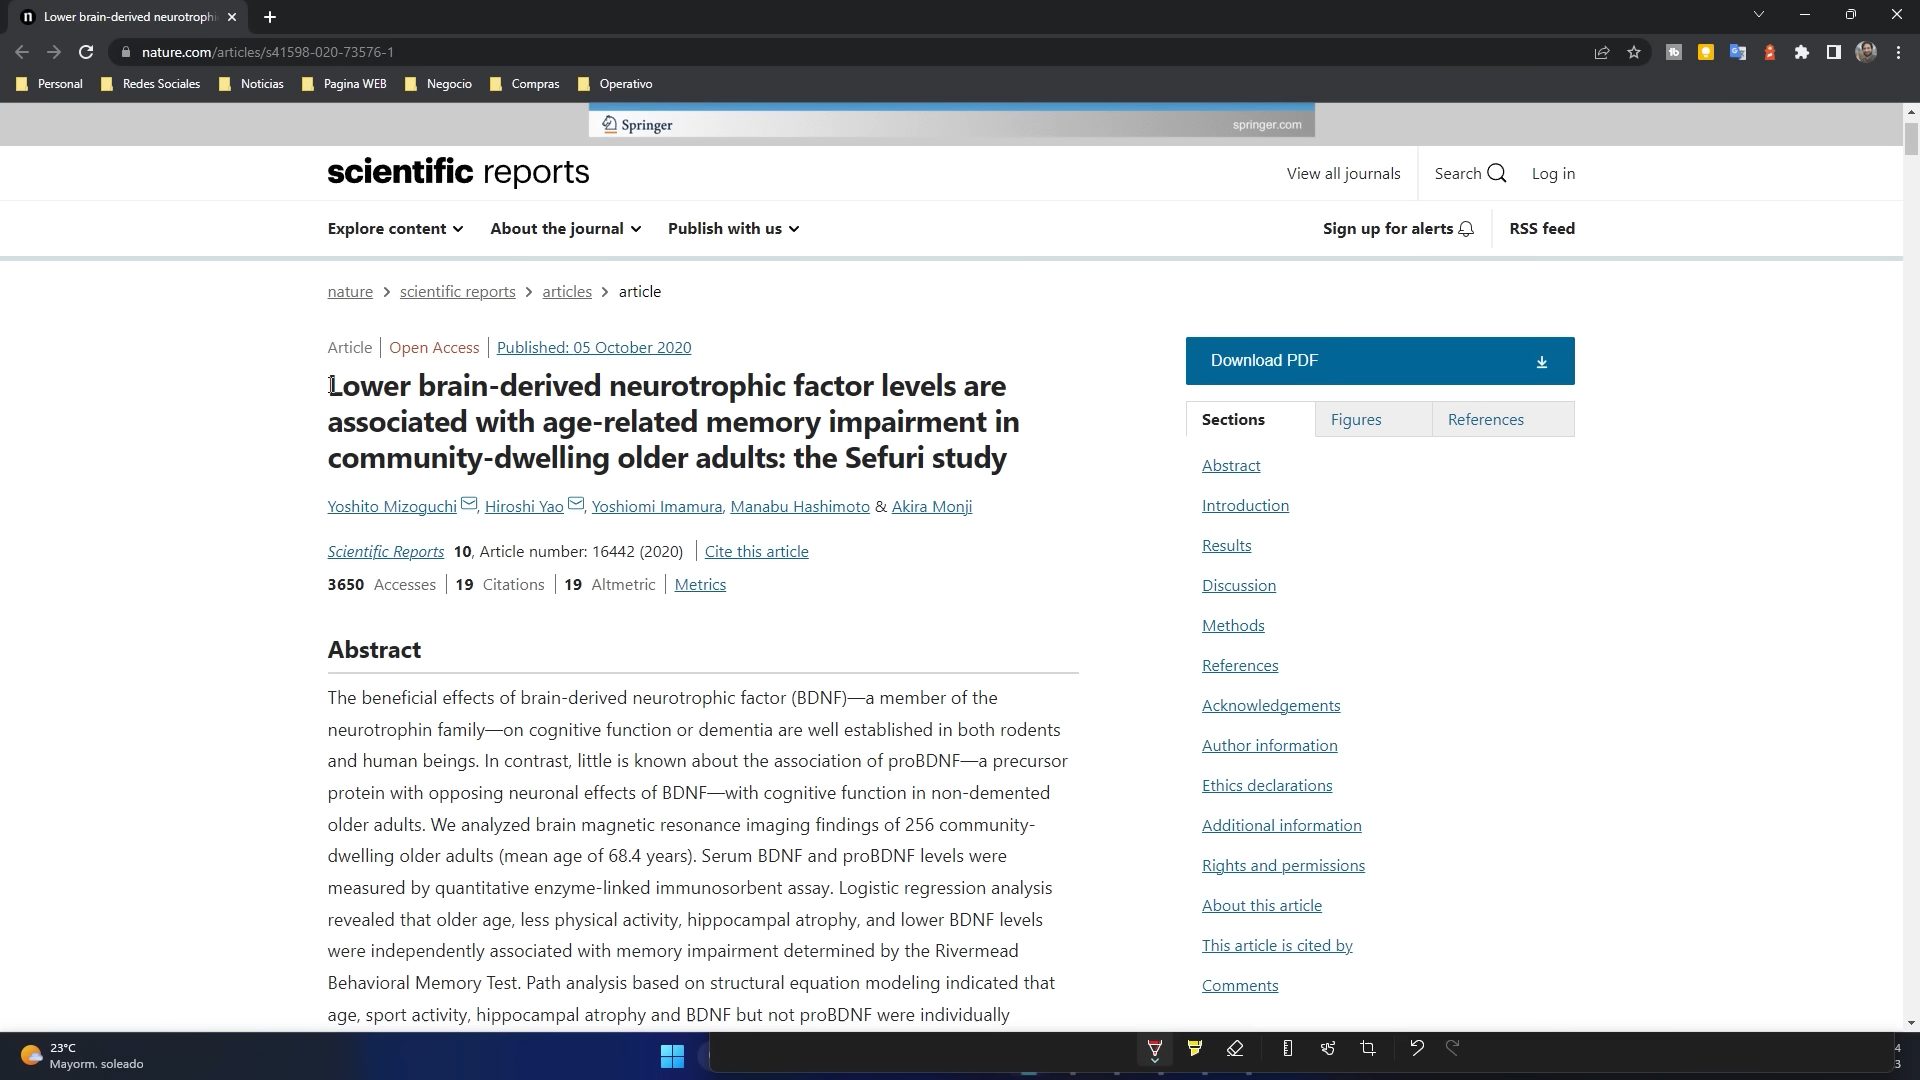 Lower brain-derived neurotroph
nature.com/articles/s41598-020-73576-1
Personal Redes Sociales Noticias Pagina WEB Negocio Compras Operativo
Springer springer.com
scientific reports
View all journals Search Log in
Explore content About the journal Publish with us
Sign up for alerts RSS feed
nature > scientific reports > articles > article
Article Open Access Published: 05 October 2020
Lower brain-derived neurotrophic factor levels are
associated with age-related memory impairment in
community-dwelling older adults: the Sefuri study
Yoshito Mizoguchi, Hiroshi Yao, Yoshiomi Imamura, Manabu Hashimoto & Akira Monji
Scientific Reports 10, Article number: 16442 (2020) Cite this article
3650 Accesses 19 Citations 19 Altmetric Metrics
Abstract
The beneficial effects of brain-derived neurotrophic factor (BDNF)—a member of the
neurotrophin family—on cognitive function or dementia are well established in both rodents
and human beings. In contrast, little is known about the association of proBDNF—a precursor
protein with opposing neuronal effects of BDNF—with cognitive function in non-demented
older adults. We analyzed brain magnetic resonance imaging findings of 256 community-
dwelling older adults (mean age of 68.4 years). Serum BDNF and proBDNF levels were
measured by quantitative enzyme-linked immunosorbent assay. Logistic regression analysis
revealed that older age, less physical activity, hippocampal atrophy, and lower BDNF levels
were independently associated with memory impairment determined by the Rivermead
Behavioral Memory Test. Path analysis based on structural equation modeling indicated that
age, sport activity, hippocampal atrophy and BDNF but not proBDNF were individually
Download PDF
Sections Figures References
Abstract
Introduction
Results
Discussion
Methods
References
Acknowledgements
Author information
Ethics declarations
Additional information
Rights and permissions
About this article
This article is cited by
Comments
23°C
Mayorm. soleado
4
3